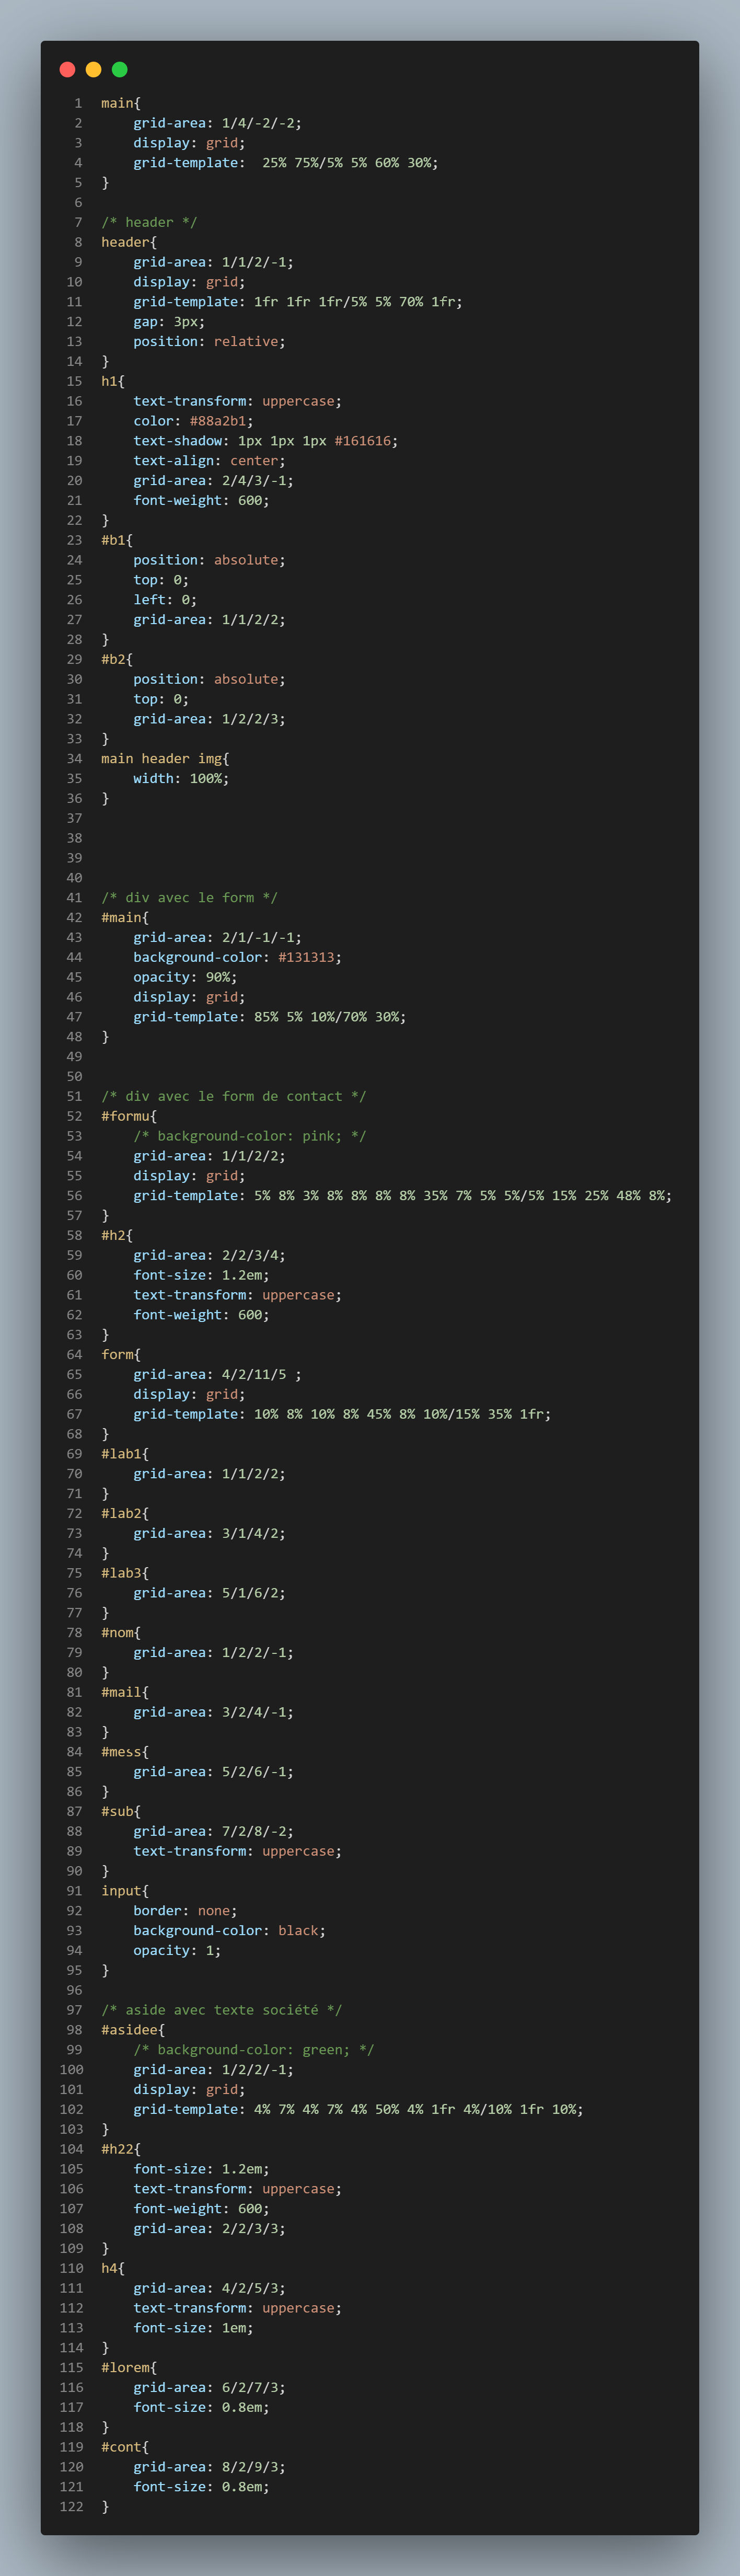 1 main{
2     grid-area: 1/4/-2/-2;
3     display: grid;
4     grid-template:  25% 75%/5% 5% 60% 30%;
5 }
6
7 /* header */
8 header{
9     grid-area: 1/1/2/-1;
10     display: grid;
11     grid-template: 1fr 1fr 1fr/5% 5% 70% 1fr;
12     gap: 3px;
13     position: relative;
14 }
15 h1{
16     text-transform: uppercase;
17     color: #88a2b1;
18     text-shadow: 1px 1px 1px #161616;
19     text-align: center;
20     grid-area: 2/4/3/-1;
21     font-weight: 600;
22 }
23 #b1{
24     position: absolute;
25     top: 0;
26     left: 0;
27     grid-area: 1/1/2/2;
28 }
29 #b2{
30     position: absolute;
31     top: 0;
32     grid-area: 1/2/2/3;
33 }
34 main header img{
35     width: 100%;
36 }
37
38
39
40
41 /* div avec le form */
42 #main{
43     grid-area: 2/1/-1/-1;
44     background-color: #131313;
45     opacity: 90%;
46     display: grid;
47     grid-template: 85% 5% 10%/70% 30%;
48 }
49
50
51 /* div avec le form de contact */
52 #formu{
53     /* background-color: pink; */
54     grid-area: 1/1/2/2;
55     display: grid;
56     grid-template: 5% 8% 3% 8% 8% 8% 8% 35% 7% 5% 5%/5% 15% 25% 48% 8%;
57 }
58 #h2{
59     grid-area: 2/2/3/4;
60     font-size: 1.2em;
61     text-transform: uppercase;
62     font-weight: 600;
63 }
64 form{
65     grid-area: 4/2/11/5 ;
66     display: grid;
67     grid-template: 10% 8% 10% 8% 45% 8% 10%/15% 35% 1fr;
68 }
69 #lab1{
70     grid-area: 1/1/2/2;
71 }
72 #lab2{
73     grid-area: 3/1/4/2;
74 }
75 #lab3{
76     grid-area: 5/1/6/2;
77 }
78 #nom{
79     grid-area: 1/2/2/-1;
80 }
81 #mail{
82     grid-area: 3/2/4/-1;
83 }
84 #mess{
85     grid-area: 5/2/6/-1;
86 }
87 #sub{
88     grid-area: 7/2/8/-2;
89     text-transform: uppercase;
90 }
91 input{
92     border: none;
93     background-color: black;
94     opacity: 1;
95 }
96
97 /* aside avec texte société */
98 #asidee{
99     /* background-color: green; */
100     grid-area: 1/2/2/-1;
101     display: grid;
102     grid-template: 4% 7% 4% 7% 4% 50% 4% 1fr 4%/10% 1fr 10%;
103 }
104 #h22{
105     font-size: 1.2em;
106     text-transform: uppercase;
107     font-weight: 600;
108     grid-area: 2/2/3/3;
109 }
110 h4{
111     grid-area: 4/2/5/3;
112     text-transform: uppercase;
113     font-size: 1em;
114 }
115 #lorem{
116     grid-area: 6/2/7/3;
117     font-size: 0.8em;
118 }
119 #cont{
120     grid-area: 8/2/9/3;
121     font-size: 0.8em;
122 }